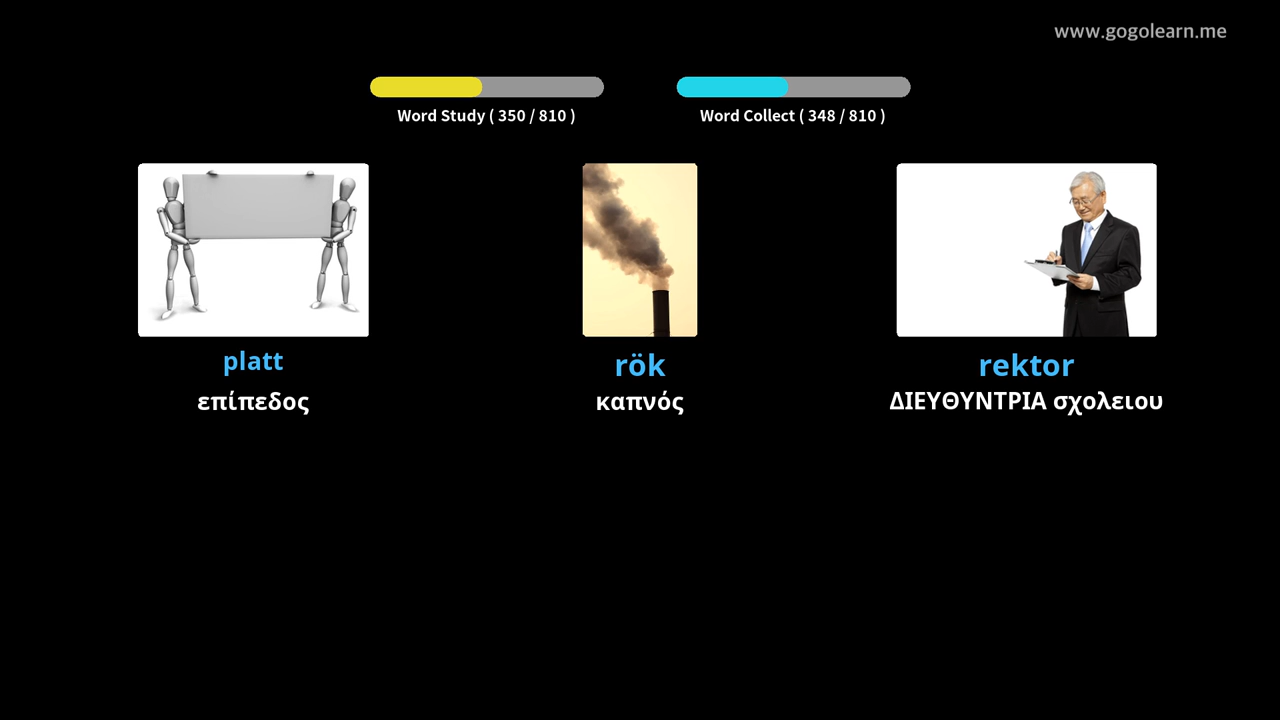 www.gogolearn.me
Word Study ( 350 / 810 )
Word Collect ( 348 / 810 )
platt
επίπεδος
rök
καπνός
rektor
ΔΙΕΥΘΥΝΤΡΙΑ σχολειου